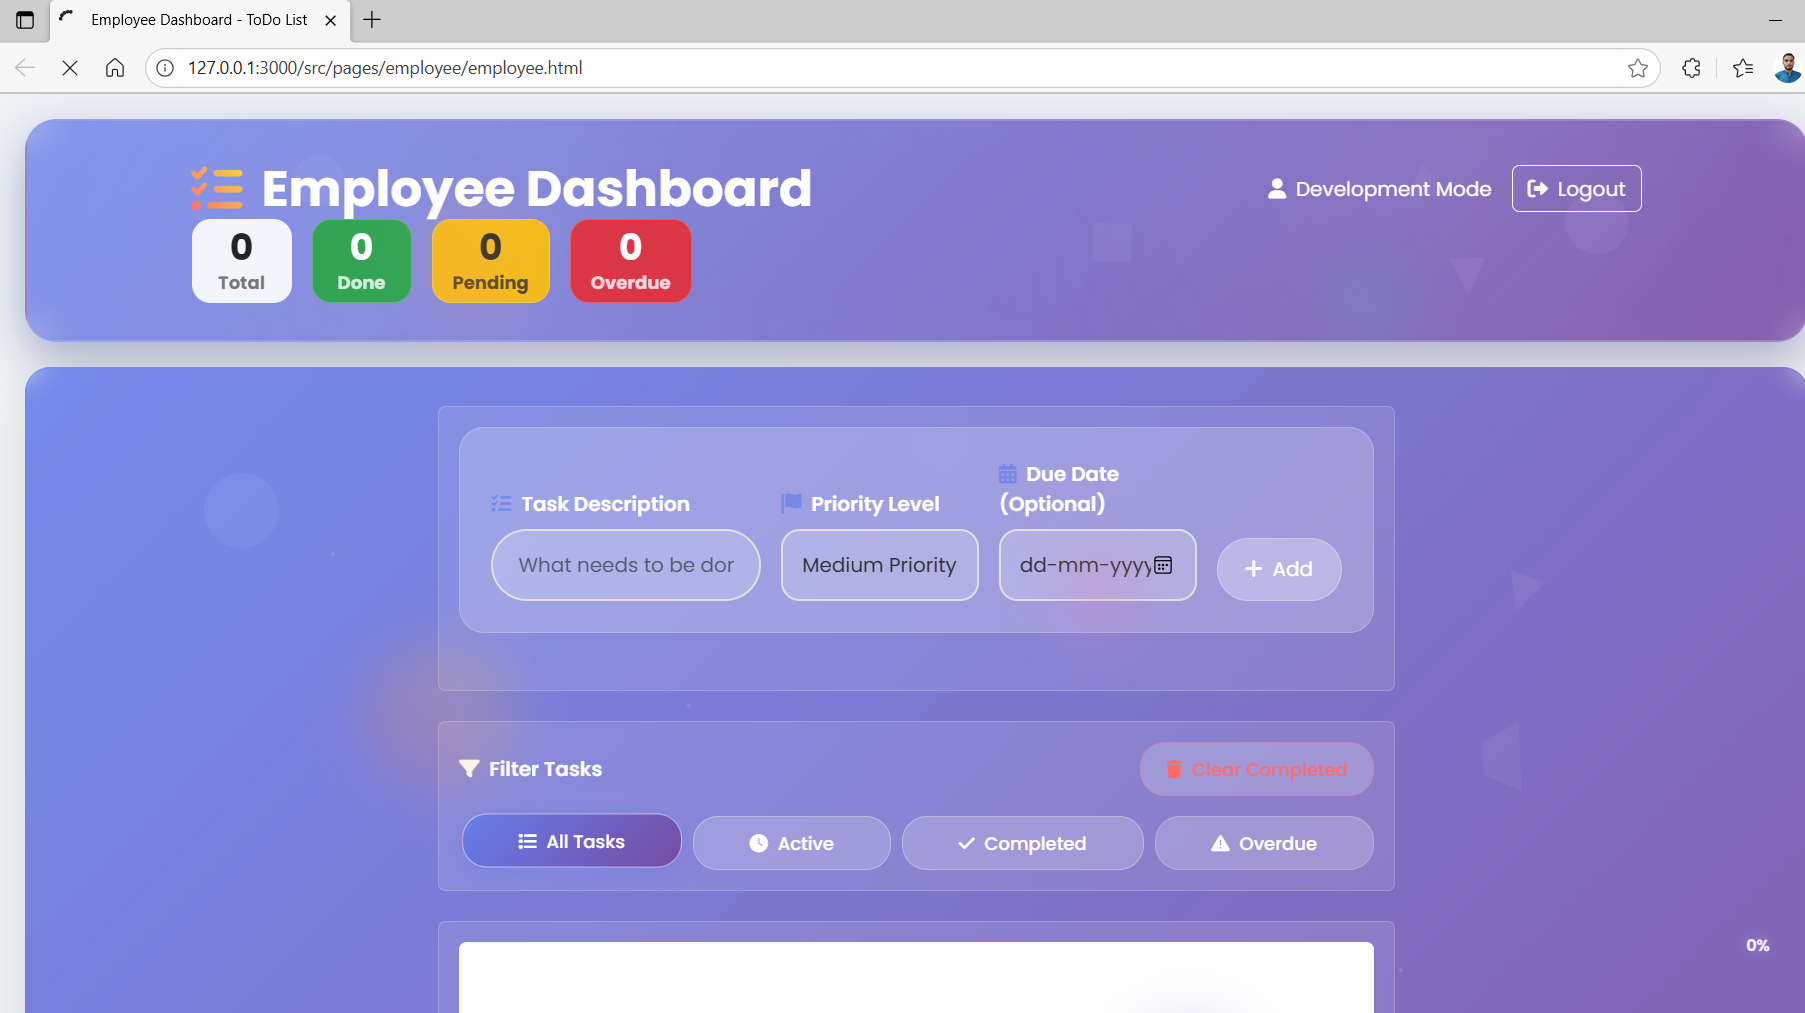 Employee Dashboard - ToDo List
127.0.0.1:3000/src/pages/employee/employee.html
Employee Dashboard
Development Mode
Logout
0
Total
0
Done
0
Pending
0
Overdue
Task Description
Priority Level
Due Date
(Optional)
What needs to be dor
Medium Priority
dd-mm-yyyy
+ Add
Filter Tasks
Clear Completed
All Tasks
Active
Completed
Overdue
0%